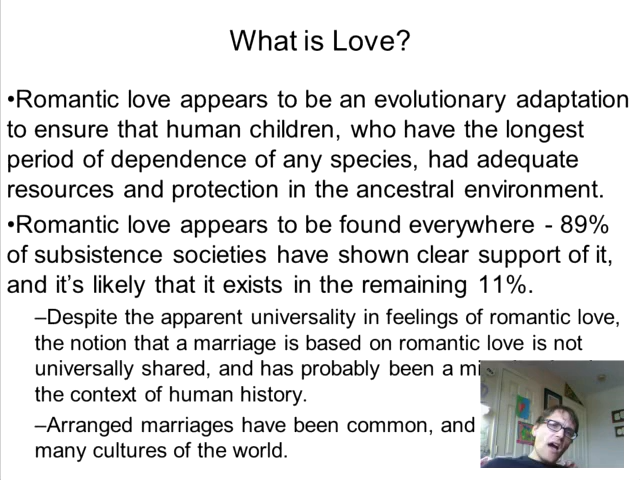 What is Love?
•Romantic love appears to be an evolutionary adaptation
to ensure that human children, who have the longest
period of dependence of any species, had adequate
resources and protection in the ancestral environment.
•Romantic love appears to be found everywhere - 89%
of subsistence societies have shown clear support of it,
and it’s likely that it exists in the remaining 11%.
–Despite the apparent universality in feelings of romantic love,
the notion that a marriage is based on romantic love is not
universally shared, and has probably been a
the context of human history.
–Arranged marriages have been common, and
many cultures of the world.